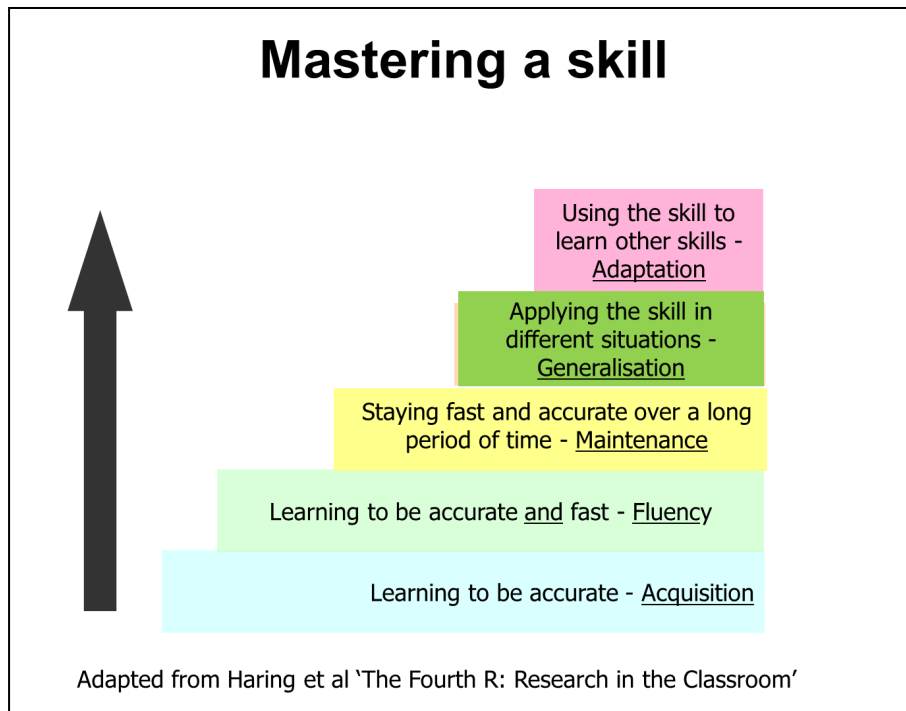 Mastering a skill
Using the skill to
learn other skills -
Adaptation
Applying the skill in
different situations -
Generalisation
Staying fast and accurate over a long
period of time - Maintenance
Learning to be accurate and fast - Fluency
Learning to be accurate - Acquisition
Adapted from Haring et al ‘The Fourth R: Research in the Classroom’